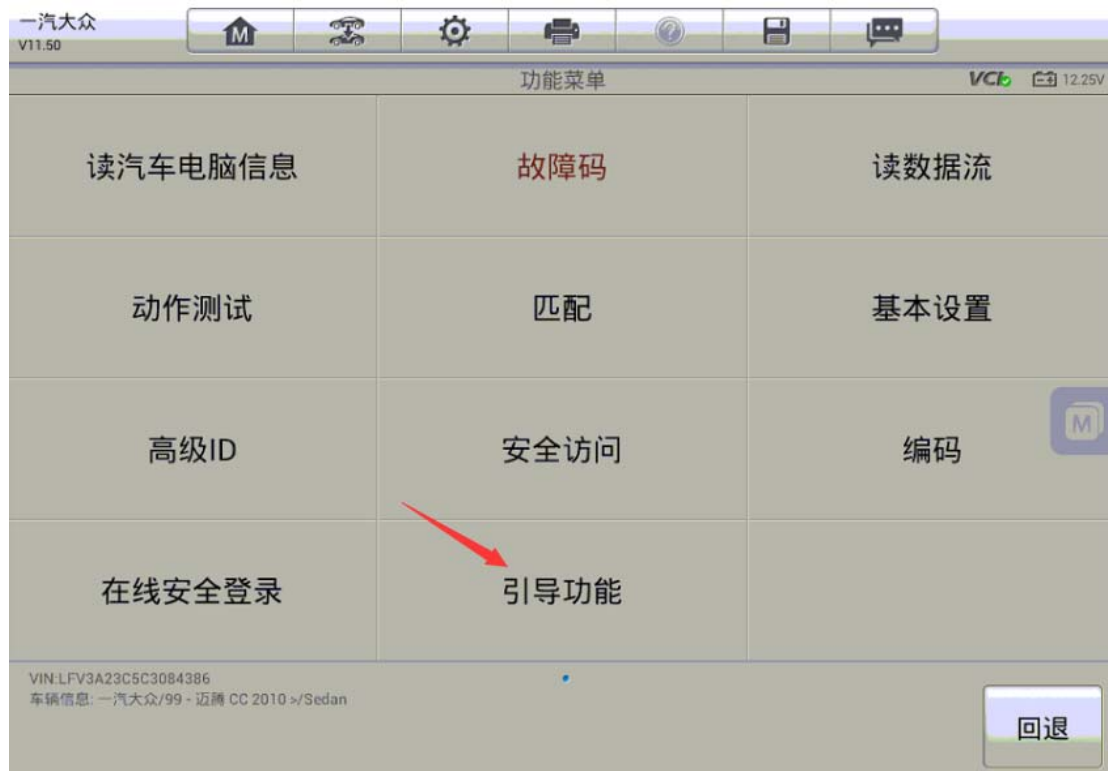 一汽大众
V11.50
M
功能菜单
VCI 12.25V
读汽车电脑信息 故障码 读数据流
动作测试 匹配 基本设置
M
高级ID 安全访问 编码
在线安全登录 引导功能
VIN:LFV3A23C5C3084386
车辆信息: 一汽大众/99 - 迈腾 CC 2010 >/Sedan
回退